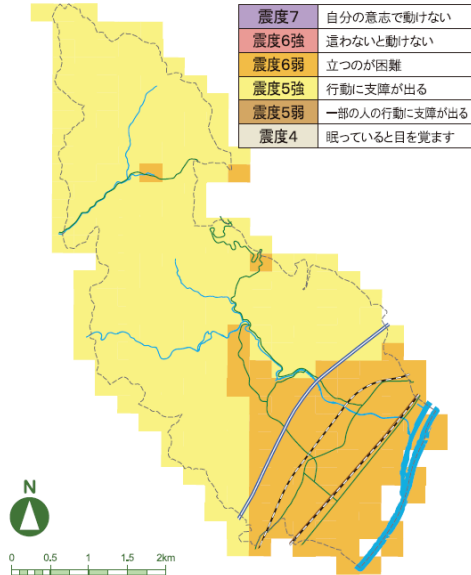 震度7 自分の意志で動けない
震度6強 這わないと動けない
震度6弱 立つのが困難
震度5強 行動に支障が出る
震度5弱 一部の人の行動に支障が出る
震度4 眠っていると目を覚ます
N
0 0.5 1 2km